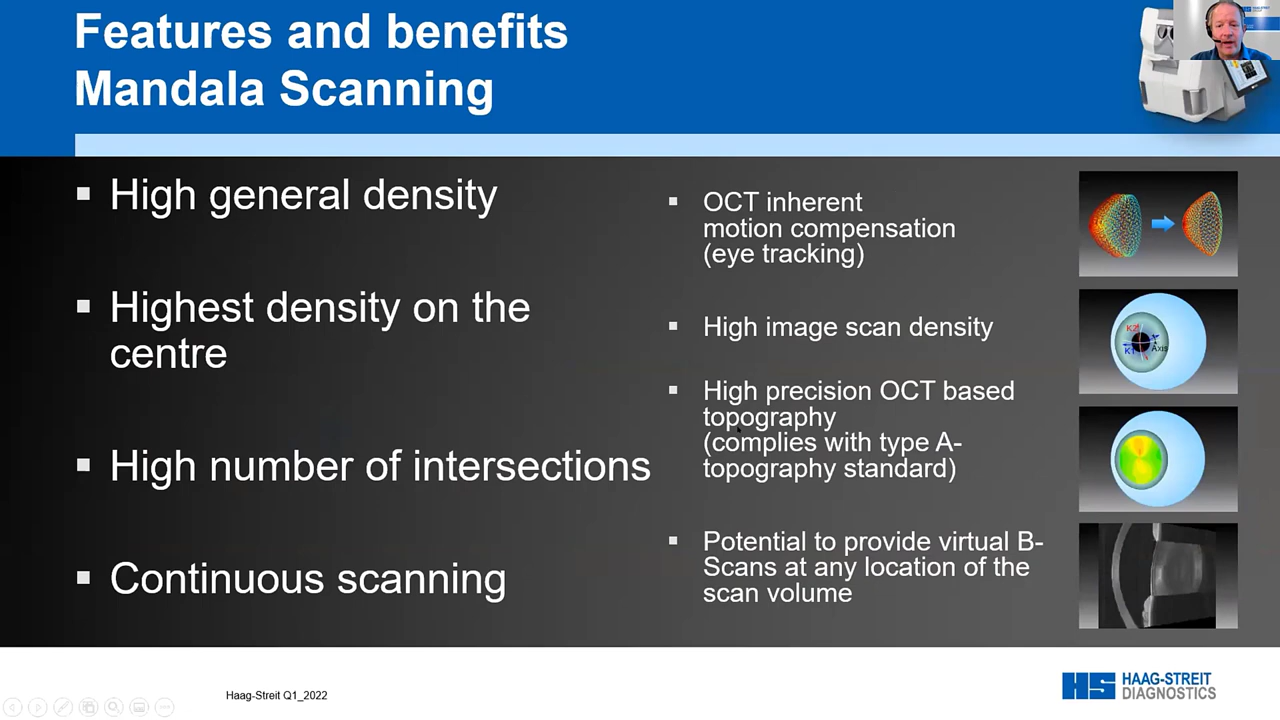 Features and benefits
Mandala Scanning
▪ High general density
▪ Highest density on the
centre
▪ High number of intersections
▪ Continuous scanning
▪ OCT inherent
motion compensation
(eye tracking)
▪ High image scan density
▪ High precision OCT based
topography
(complies with type A-
topography standard)
▪ Potential to provide virtual B-
Scans at any location of the
scan volume
K2
K1
Axis
Haag-Streit Q1_2022
HS HAAG-STREIT
DIAGNOSTICS